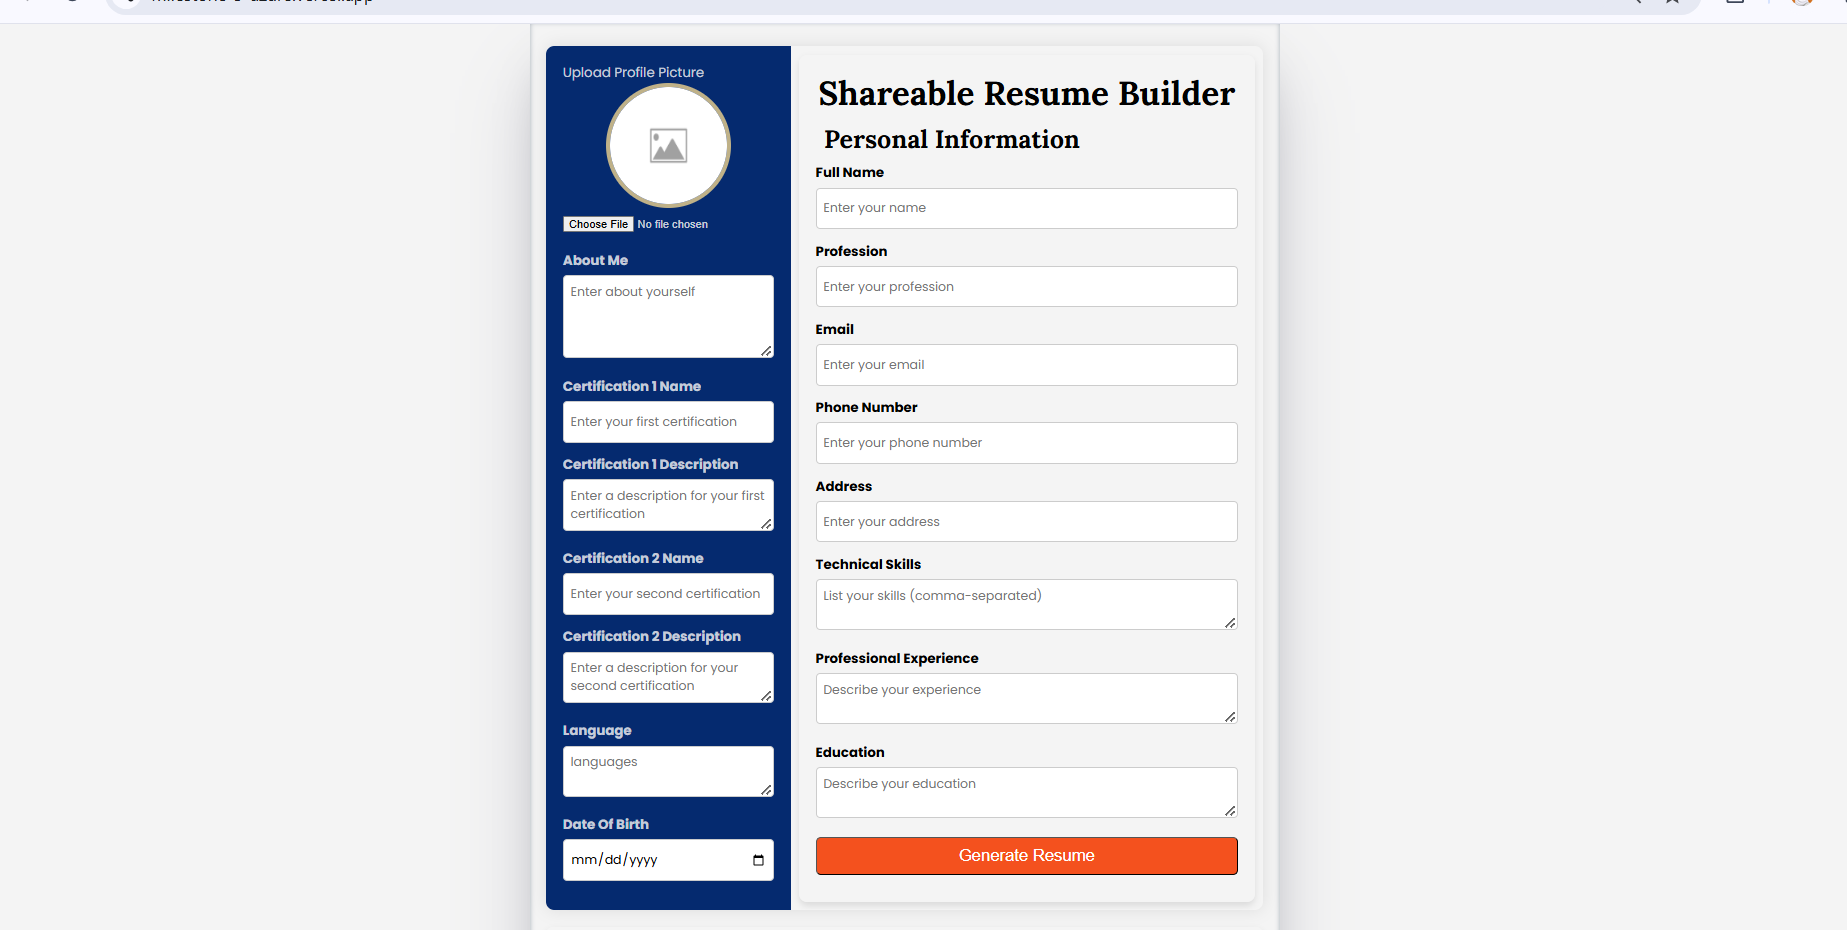 Upload Profile Picture
Choose File No file chosen
About Me
Enter about yourself
Certification 1 Name
Enter your first certification
Certification 1 Description
Enter a description for your first
certification
Certification 2 Name
Enter your second certification
Certification 2 Description
Enter a description for your
second certification
Language
languages
Date Of Birth
mm/dd/yyyy
Shareable Resume Builder
Personal Information
Full Name
Enter your name
Profession
Enter your profession
Email
Enter your email
Phone Number
Enter your phone number
Address
Enter your address
Technical Skills
List your skills (comma-separated)
Professional Experience
Describe your experience
Education
Describe your education
Generate Resume